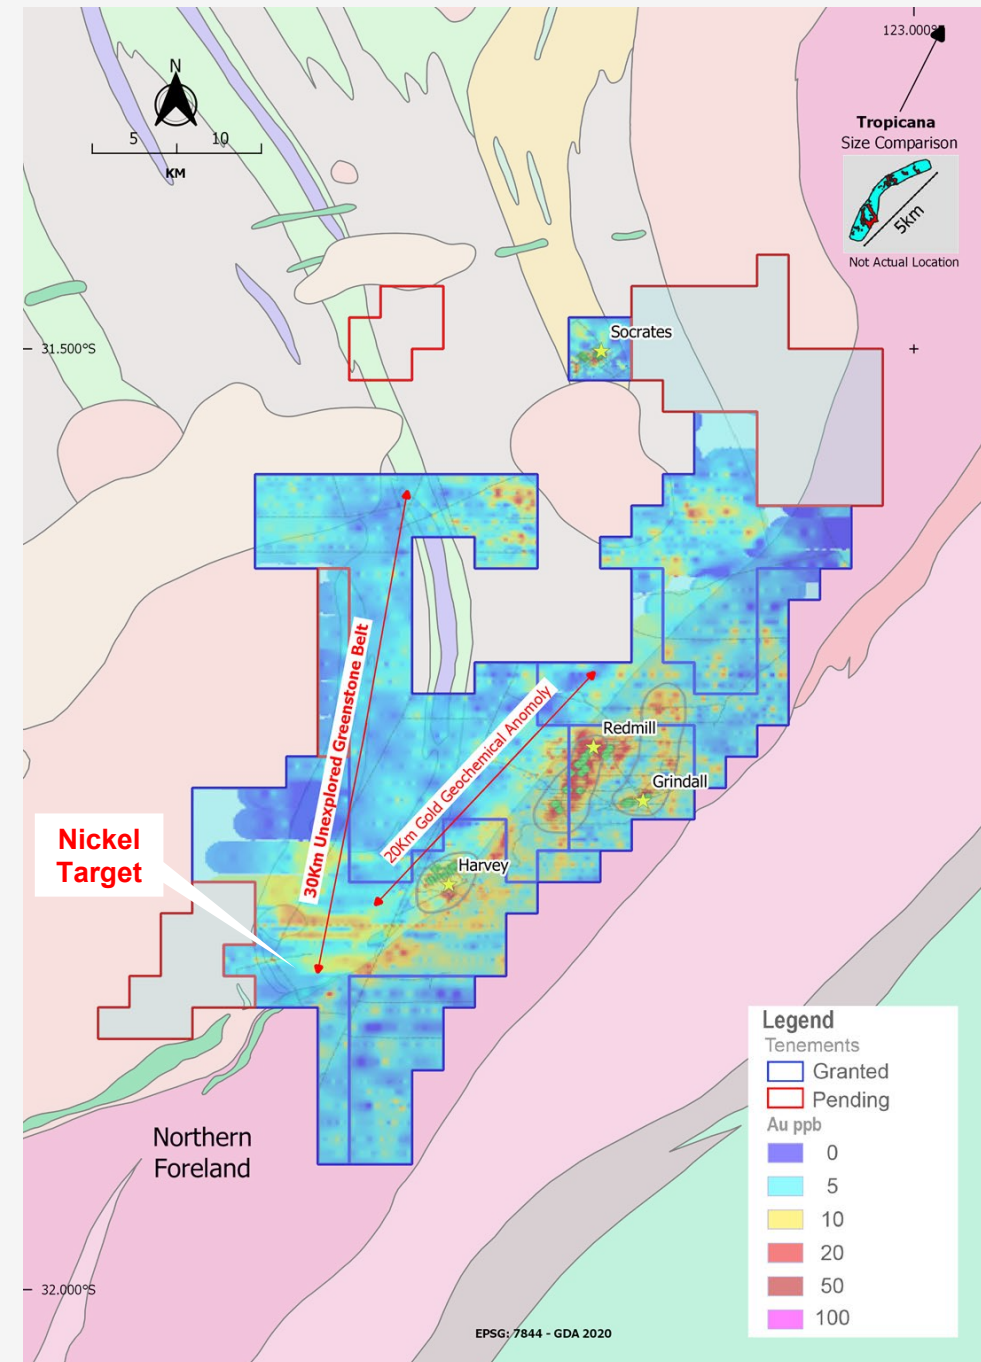 123.000°E
N
5
10
KM
Tropicana
Size Comparison
5km
Not Actual Location
Socrates
31.500°S
30Km Unexplored Greenstone Belt
20Km Gold Geochemical Anomoly
Redmill
Grindall
Harvey
Nickel
Target
Northern
Foreland
Legend
Tenements
Granted
Pending
Au ppb
0
5
10
20
50
100
32.000°S
EPSG: 7844 - GDA 2020